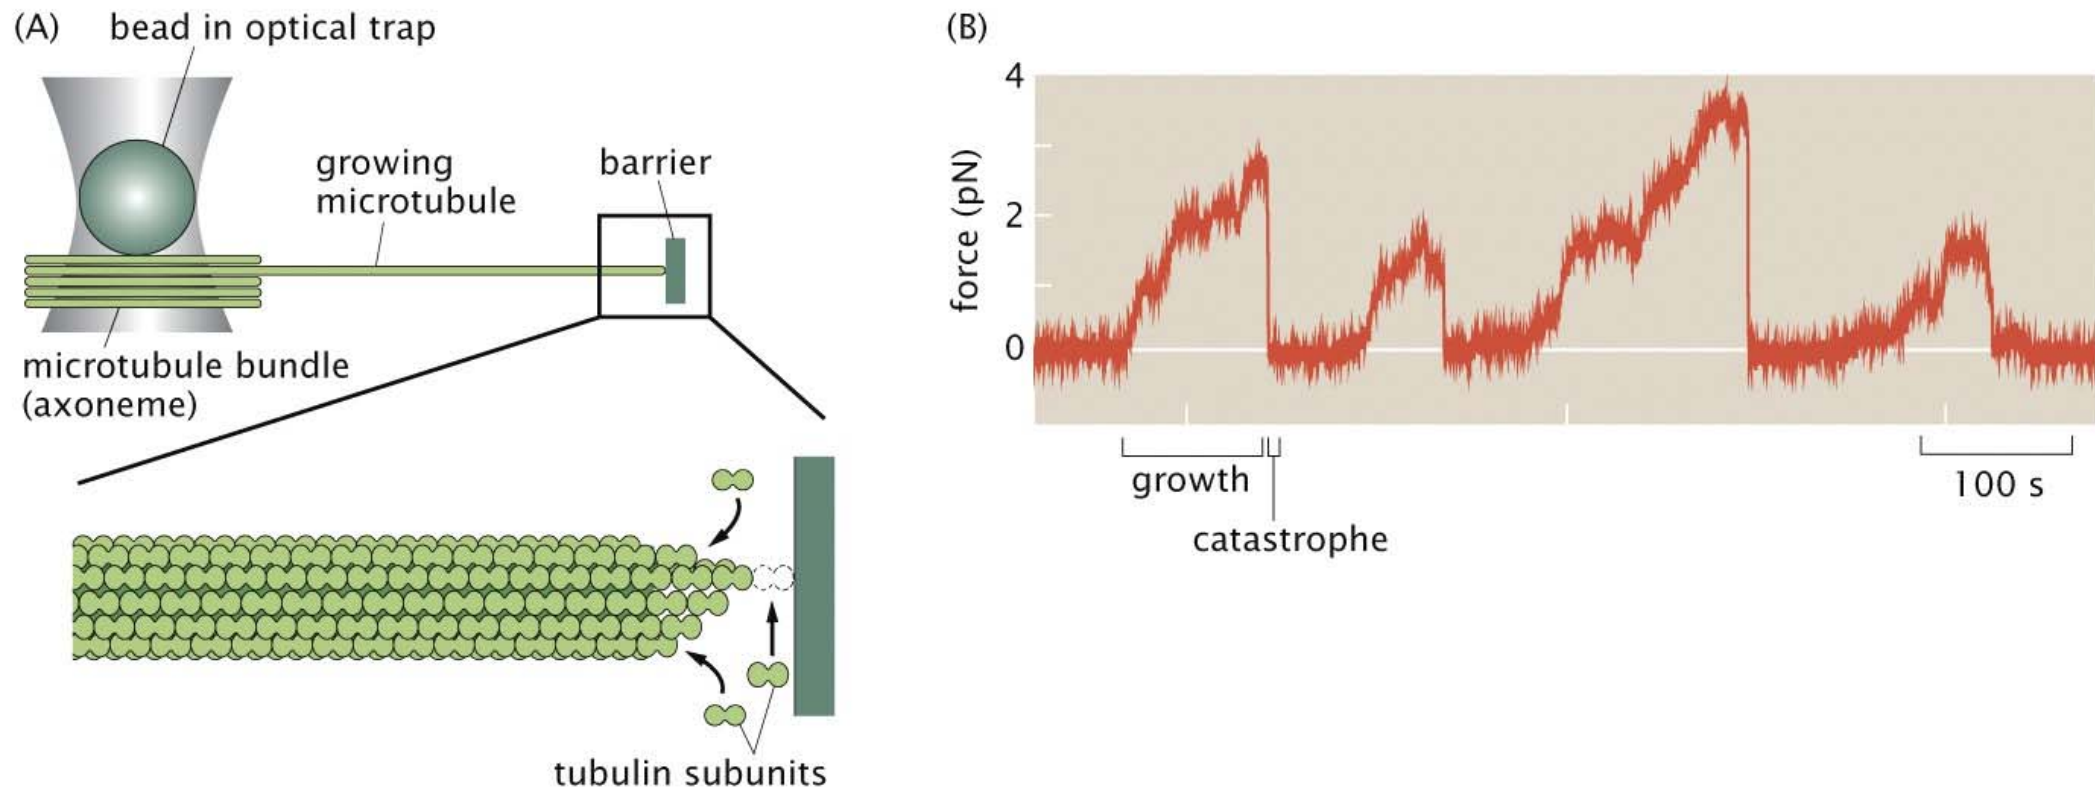 (A)
bead in optical trap
growing
microtubule
barrier
microtubule bundle
(axoneme)
tubulin subunits
(B)
force (pN)
4
2
0
growth
catastrophe
100 s